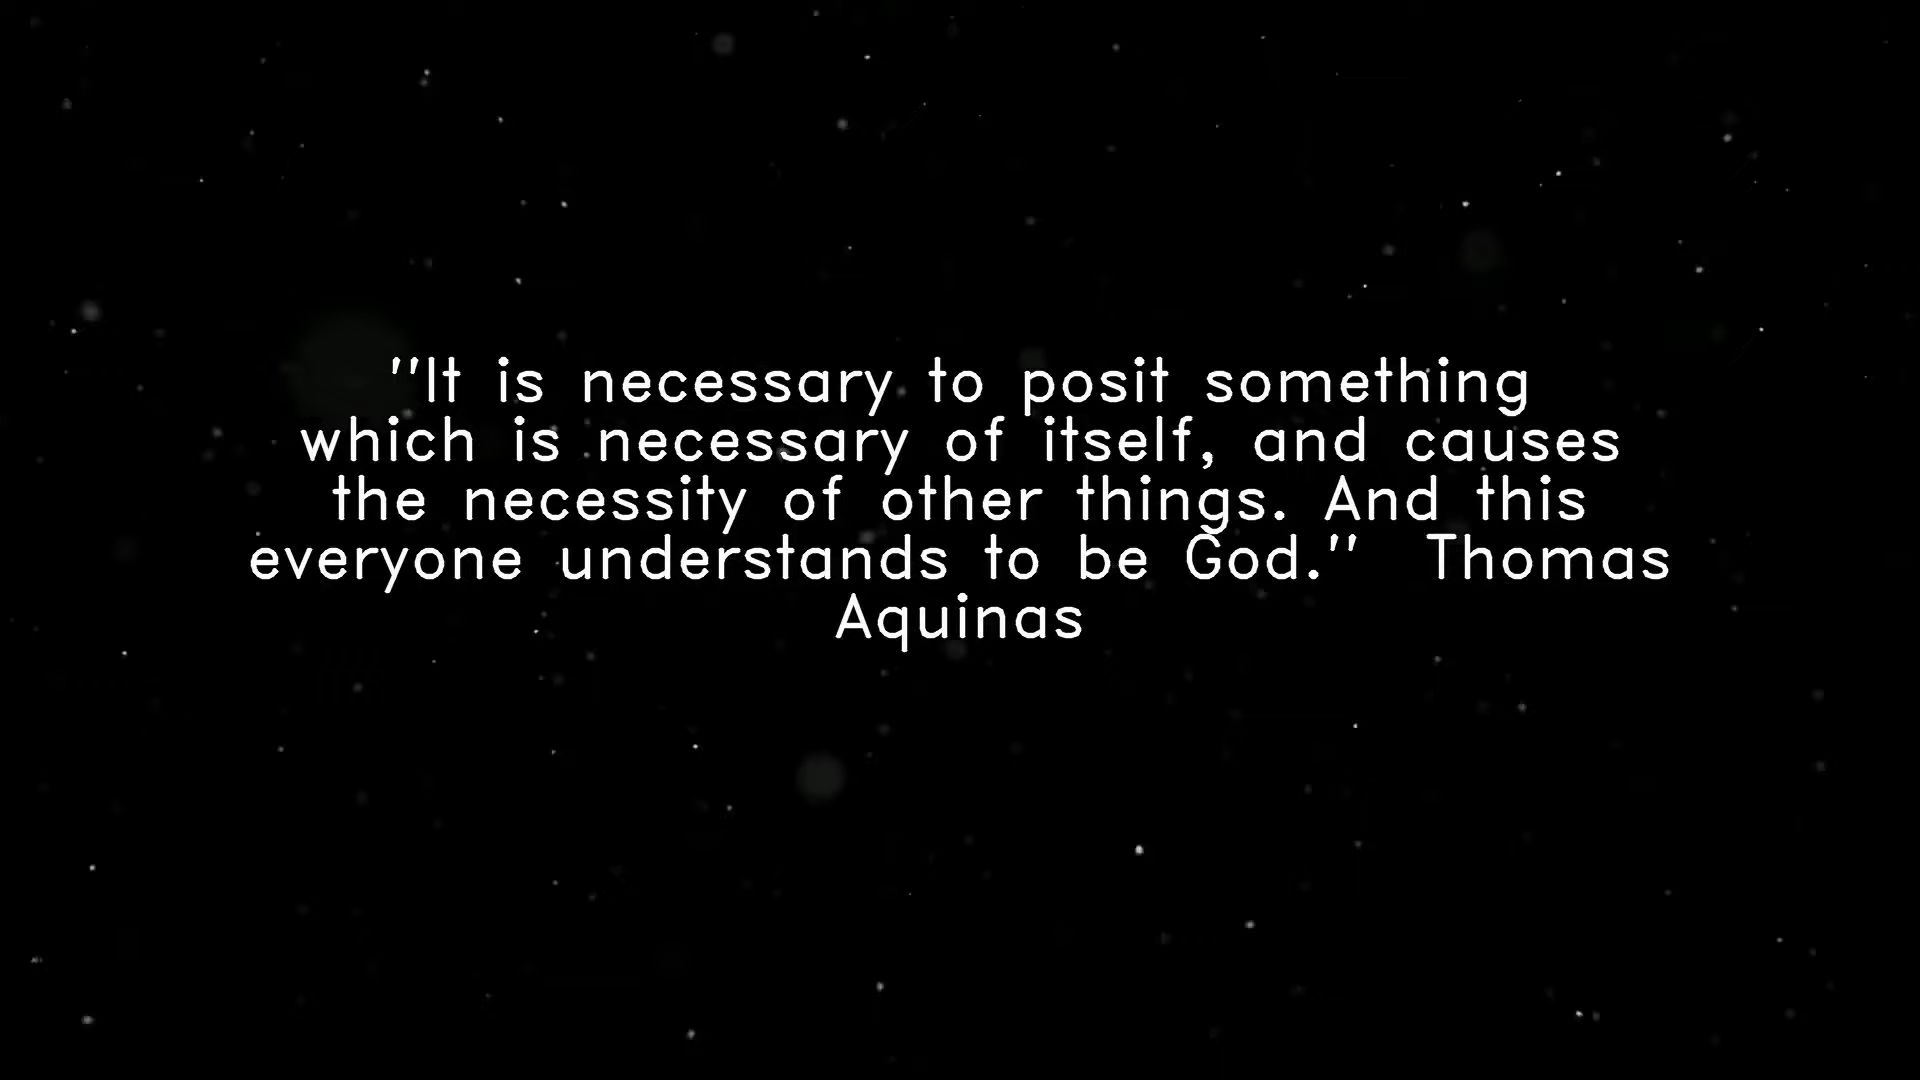 "It is necessary to posit something
which is necessary of itself, and causes
the necessity of other things. And this
everyone understands to be God."  Thomas
Aquinas